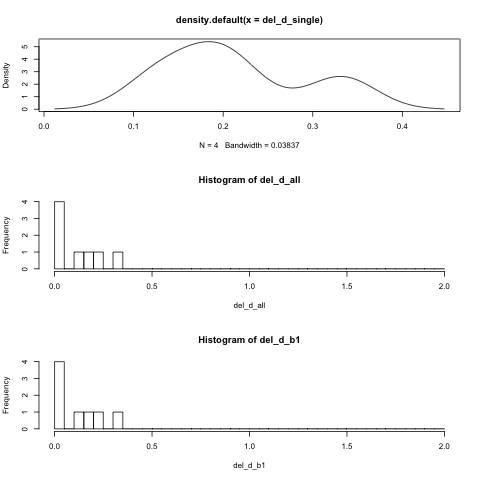 density.default(x = del_d_single)
Density
0 1 2 3 4 5
0.0 0.1 0.2 0.3 0.4
N = 4 Bandwidth = 0.03837
Histogram of del_d_all
Frequency
0 1 2 3 4
0.0 0.5 1.0 1.5 2.0
del_d_all
Histogram of del_d_b1
Frequency
0 1 2 3 4
0.0 0.5 1.0 1.5 2.0
del_d_b1